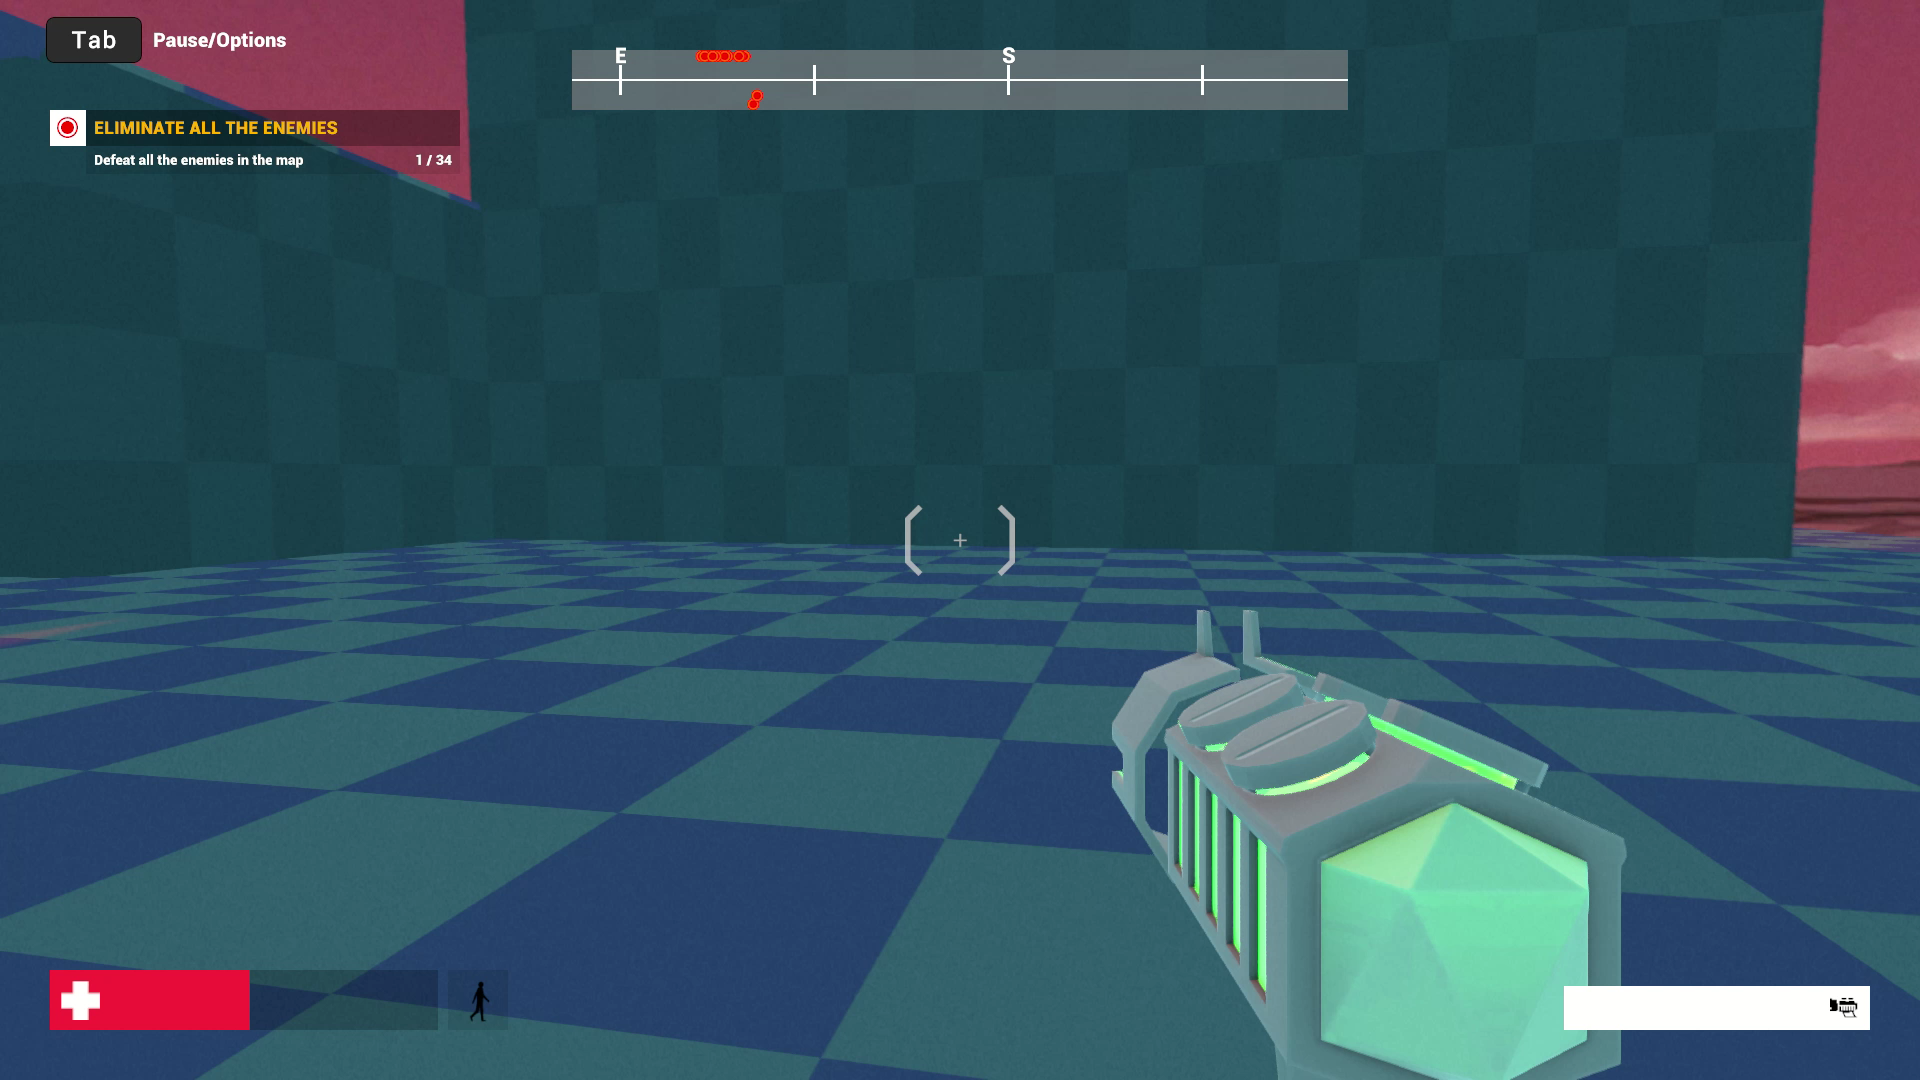 Tab Pause/Options
E S
ELIMINATE ALL THE ENEMIES
Defeat all the enemies in the map 1 / 34